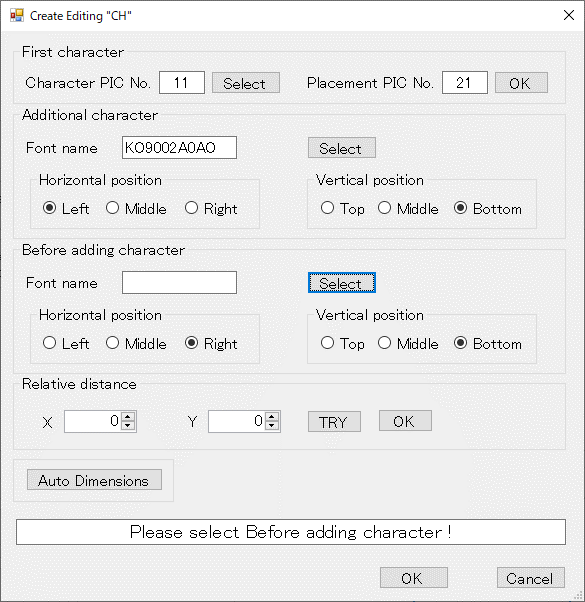 Create Editing "CH"
First character
Character PIC No. 11 Select Placement PIC No. 21 OK
Additional character
Font name KO9002A0AO Select
Horizontal position Vertical position
Left Middle Right Top Middle Bottom
Before adding character
Font name Select
Horizontal position Vertical position
Left Middle Right Top Middle Bottom
Relative distance
X 0 Y 0 TRY OK
Auto Dimensions
Please select Before adding character !
OK Cancel